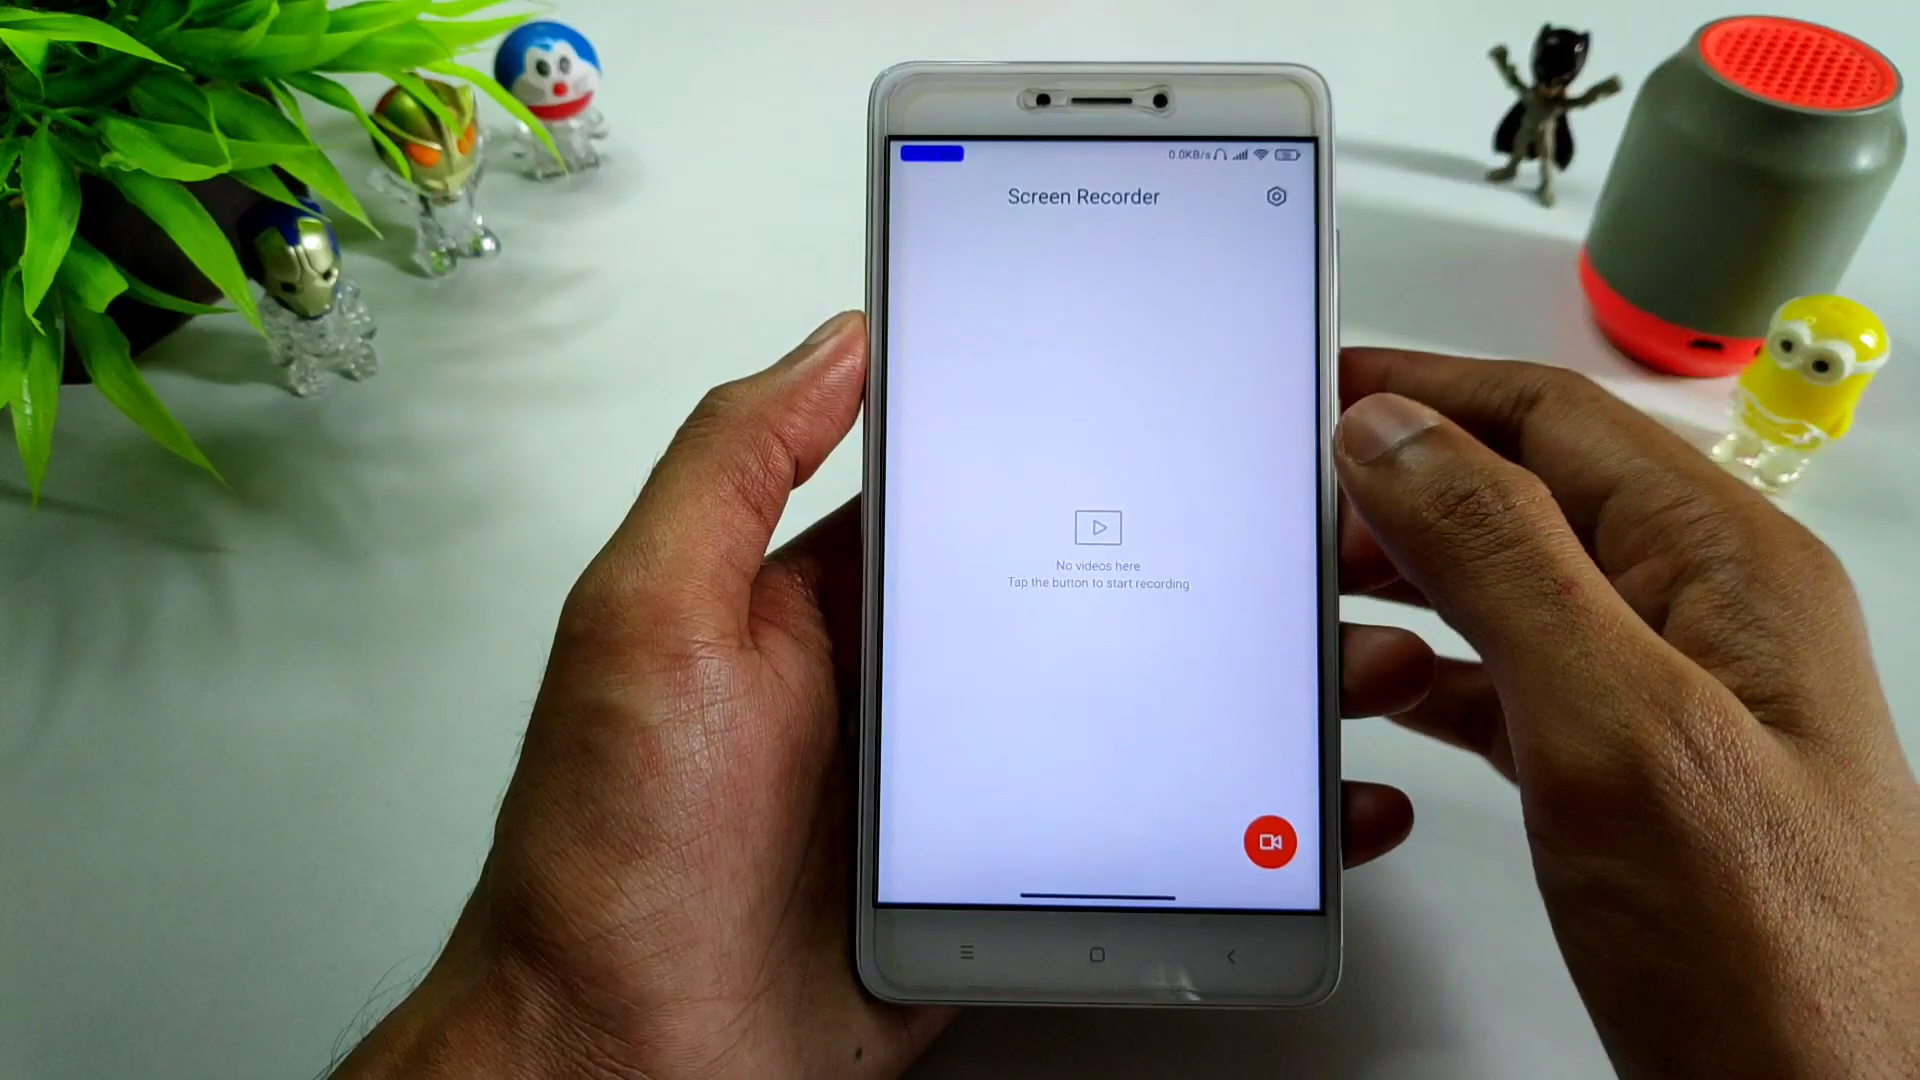 0.0KB/s
Screen Recorder
No videos here
Tap the button to start recording